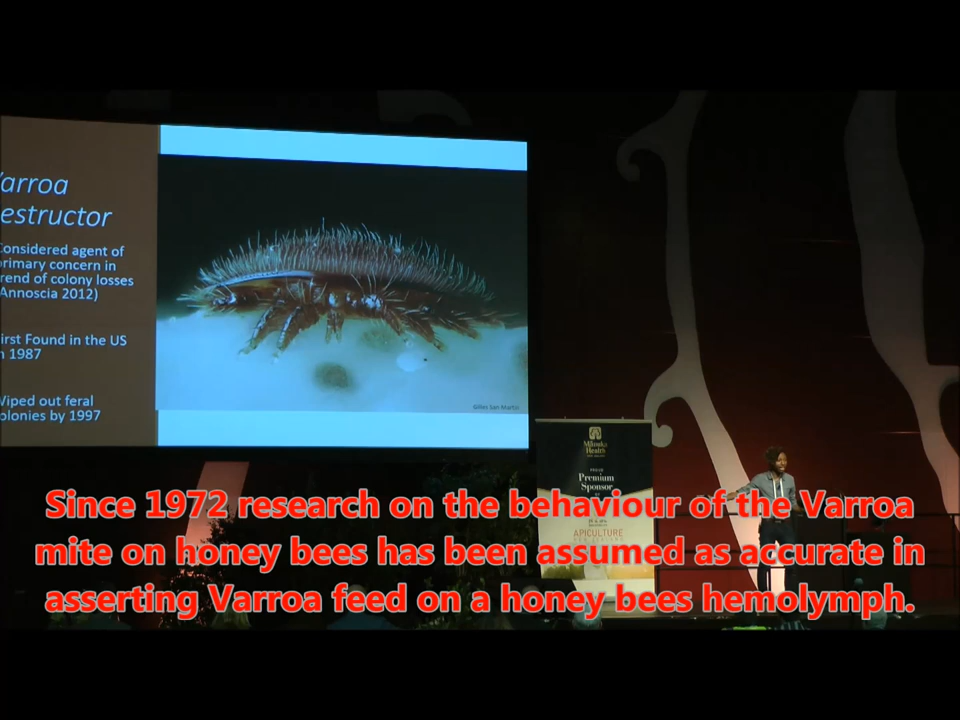 arroa
estructor
onsidered agent of
rimary concern in
rend of colony losses
Annoscia 2012)
irst Found in the US
1987
iped out feral
olonies by 1997
Gilles San Martin
Mānuka
Health
PROUD
Premium
Sponsor
APICULTURE
Since 1972 research on the behaviour of the Varroa
mite on honey bees has been assumed as accurate in
asserting Varroa feed on a honey bees hemolymph.